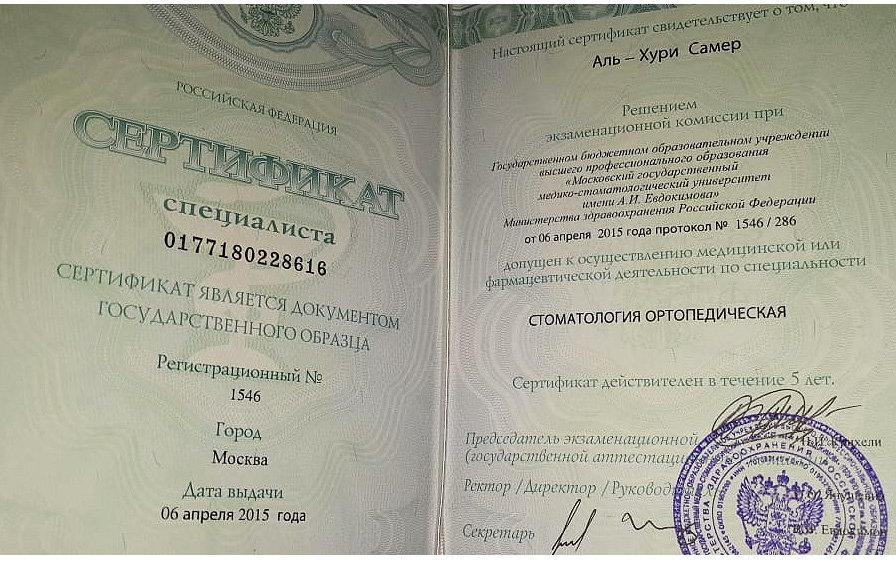 РОССИЙСКАЯ ФЕДЕРАЦИЯ
СЕРТИФИКАТ
специалиста
0177180228616
СЕРТИФИКАТ ЯВЛЯЕТСЯ ДОКУМЕНТОМ
ГОСУДАРСТВЕННОГО ОБРАЗЦА
Регистрационный №
1546
Город
Москва
Дата выдачи
06 апреля 2015 года
Настоящий сертификат свидетельствует о том, что
Аль – Хури Самер
Решением
экзаменационной комиссии при
Государственном бюджетном образовательном учреждении
высшего профессионального образования
«Московский государственный
медико-стоматологический университет
имени А.И. Евдокимова»
Министерства здравоохранения Российской Федерации
от 06 апреля 2015 года протокол № 1546 / 286
допущен к осуществлению медицинской или
фармацевтической деятельности по специальности
СТОМАТОЛОГИЯ ОРТОПЕДИЧЕСКАЯ
Сертификат действителен в течение 5 лет.
Председатель экзаменационной
(государственной
Ректор / Директор /
Секретарь